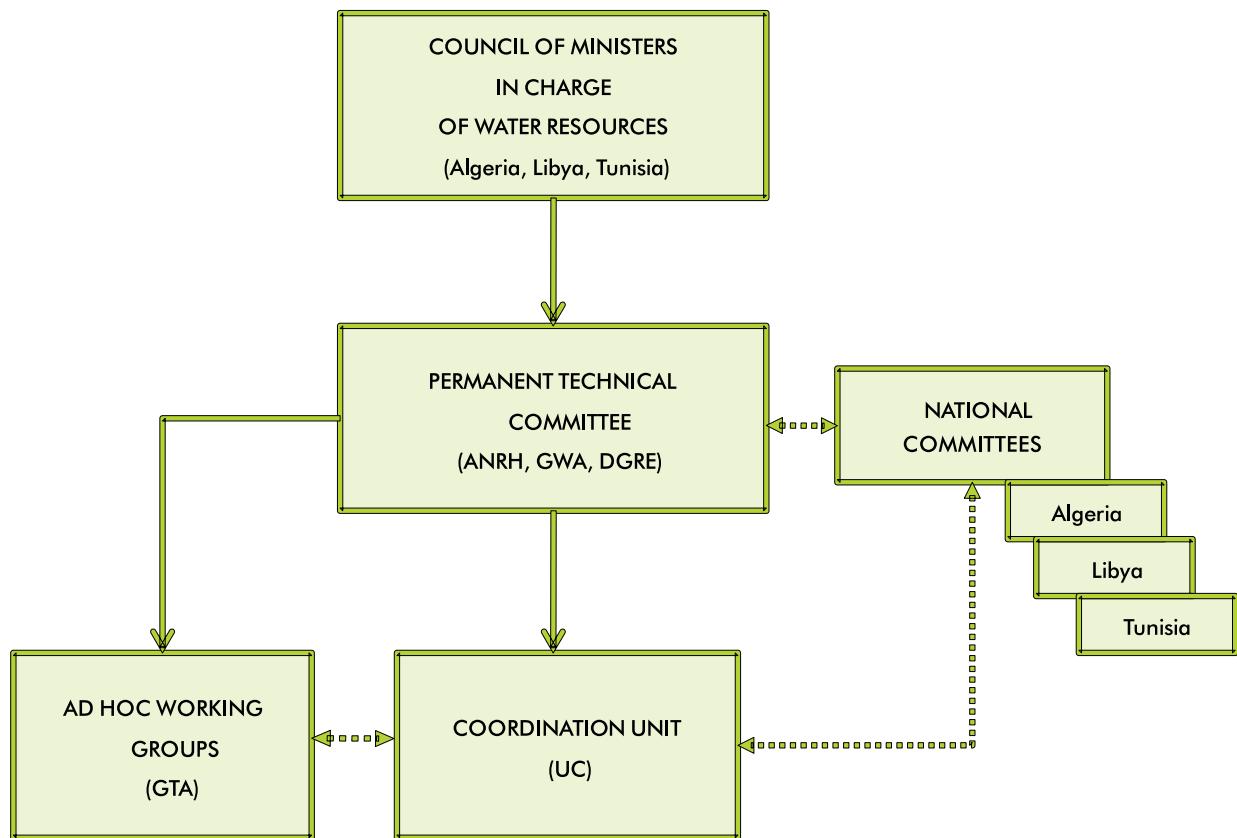 COUNCIL OF MINISTERS
IN CHARGE
OF WATER RESOURCES
(Algeria, Libya, Tunisia)
PERMANENT TECHNICAL
COMMITTEE
(ANRH, GWA, DGRE)
NATIONAL
COMMITTEES
Algeria
Libya
Tunisia
AD HOC WORKING
GROUPS
(GTA)
COORDINATION UNIT
(UC)